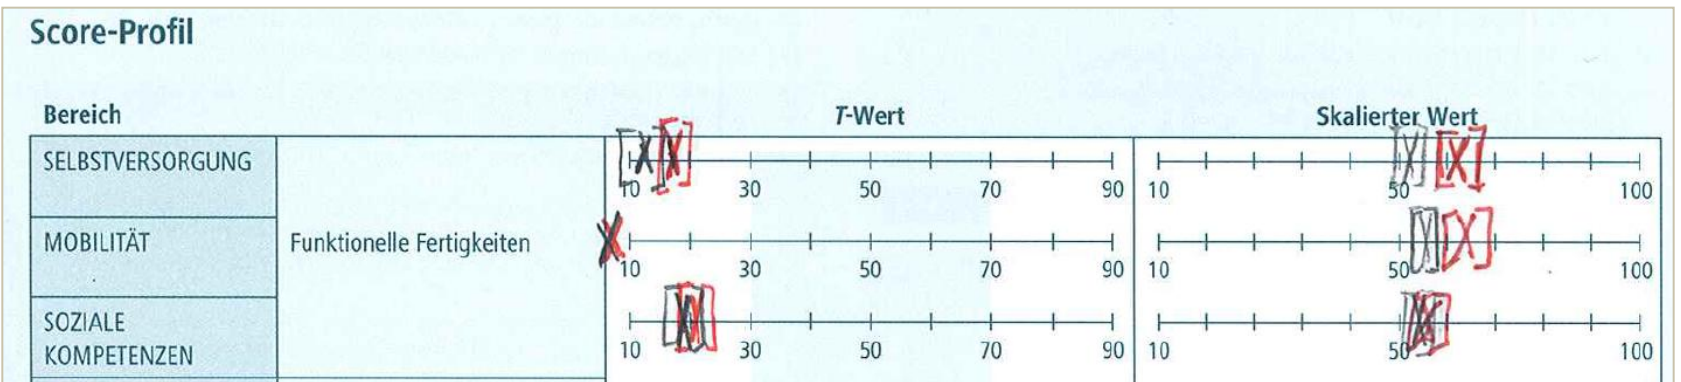 Score-Profil
Bereich T-Wert Skalierter Wert
SELBSTVERSORGUNG
10 30 50 70 90 10 50 100
MOBILITÄT Funktionelle Fertigkeiten
10 30 50 70 90 10 50 100
SOZIALE
KOMPETENZEN
10 30 50 70 90 10 50 100